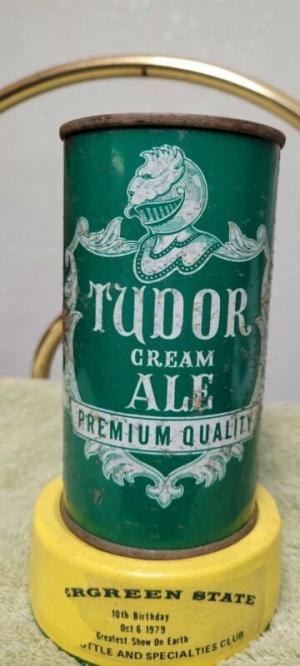 TUDOR
CREAM
ALE
PREMIUM QUALITY
RGREEN STATE
10th Birthday
Oct 6 1979
Greatest Show On Earth
TTLE AND SPECIALTIES CLUB